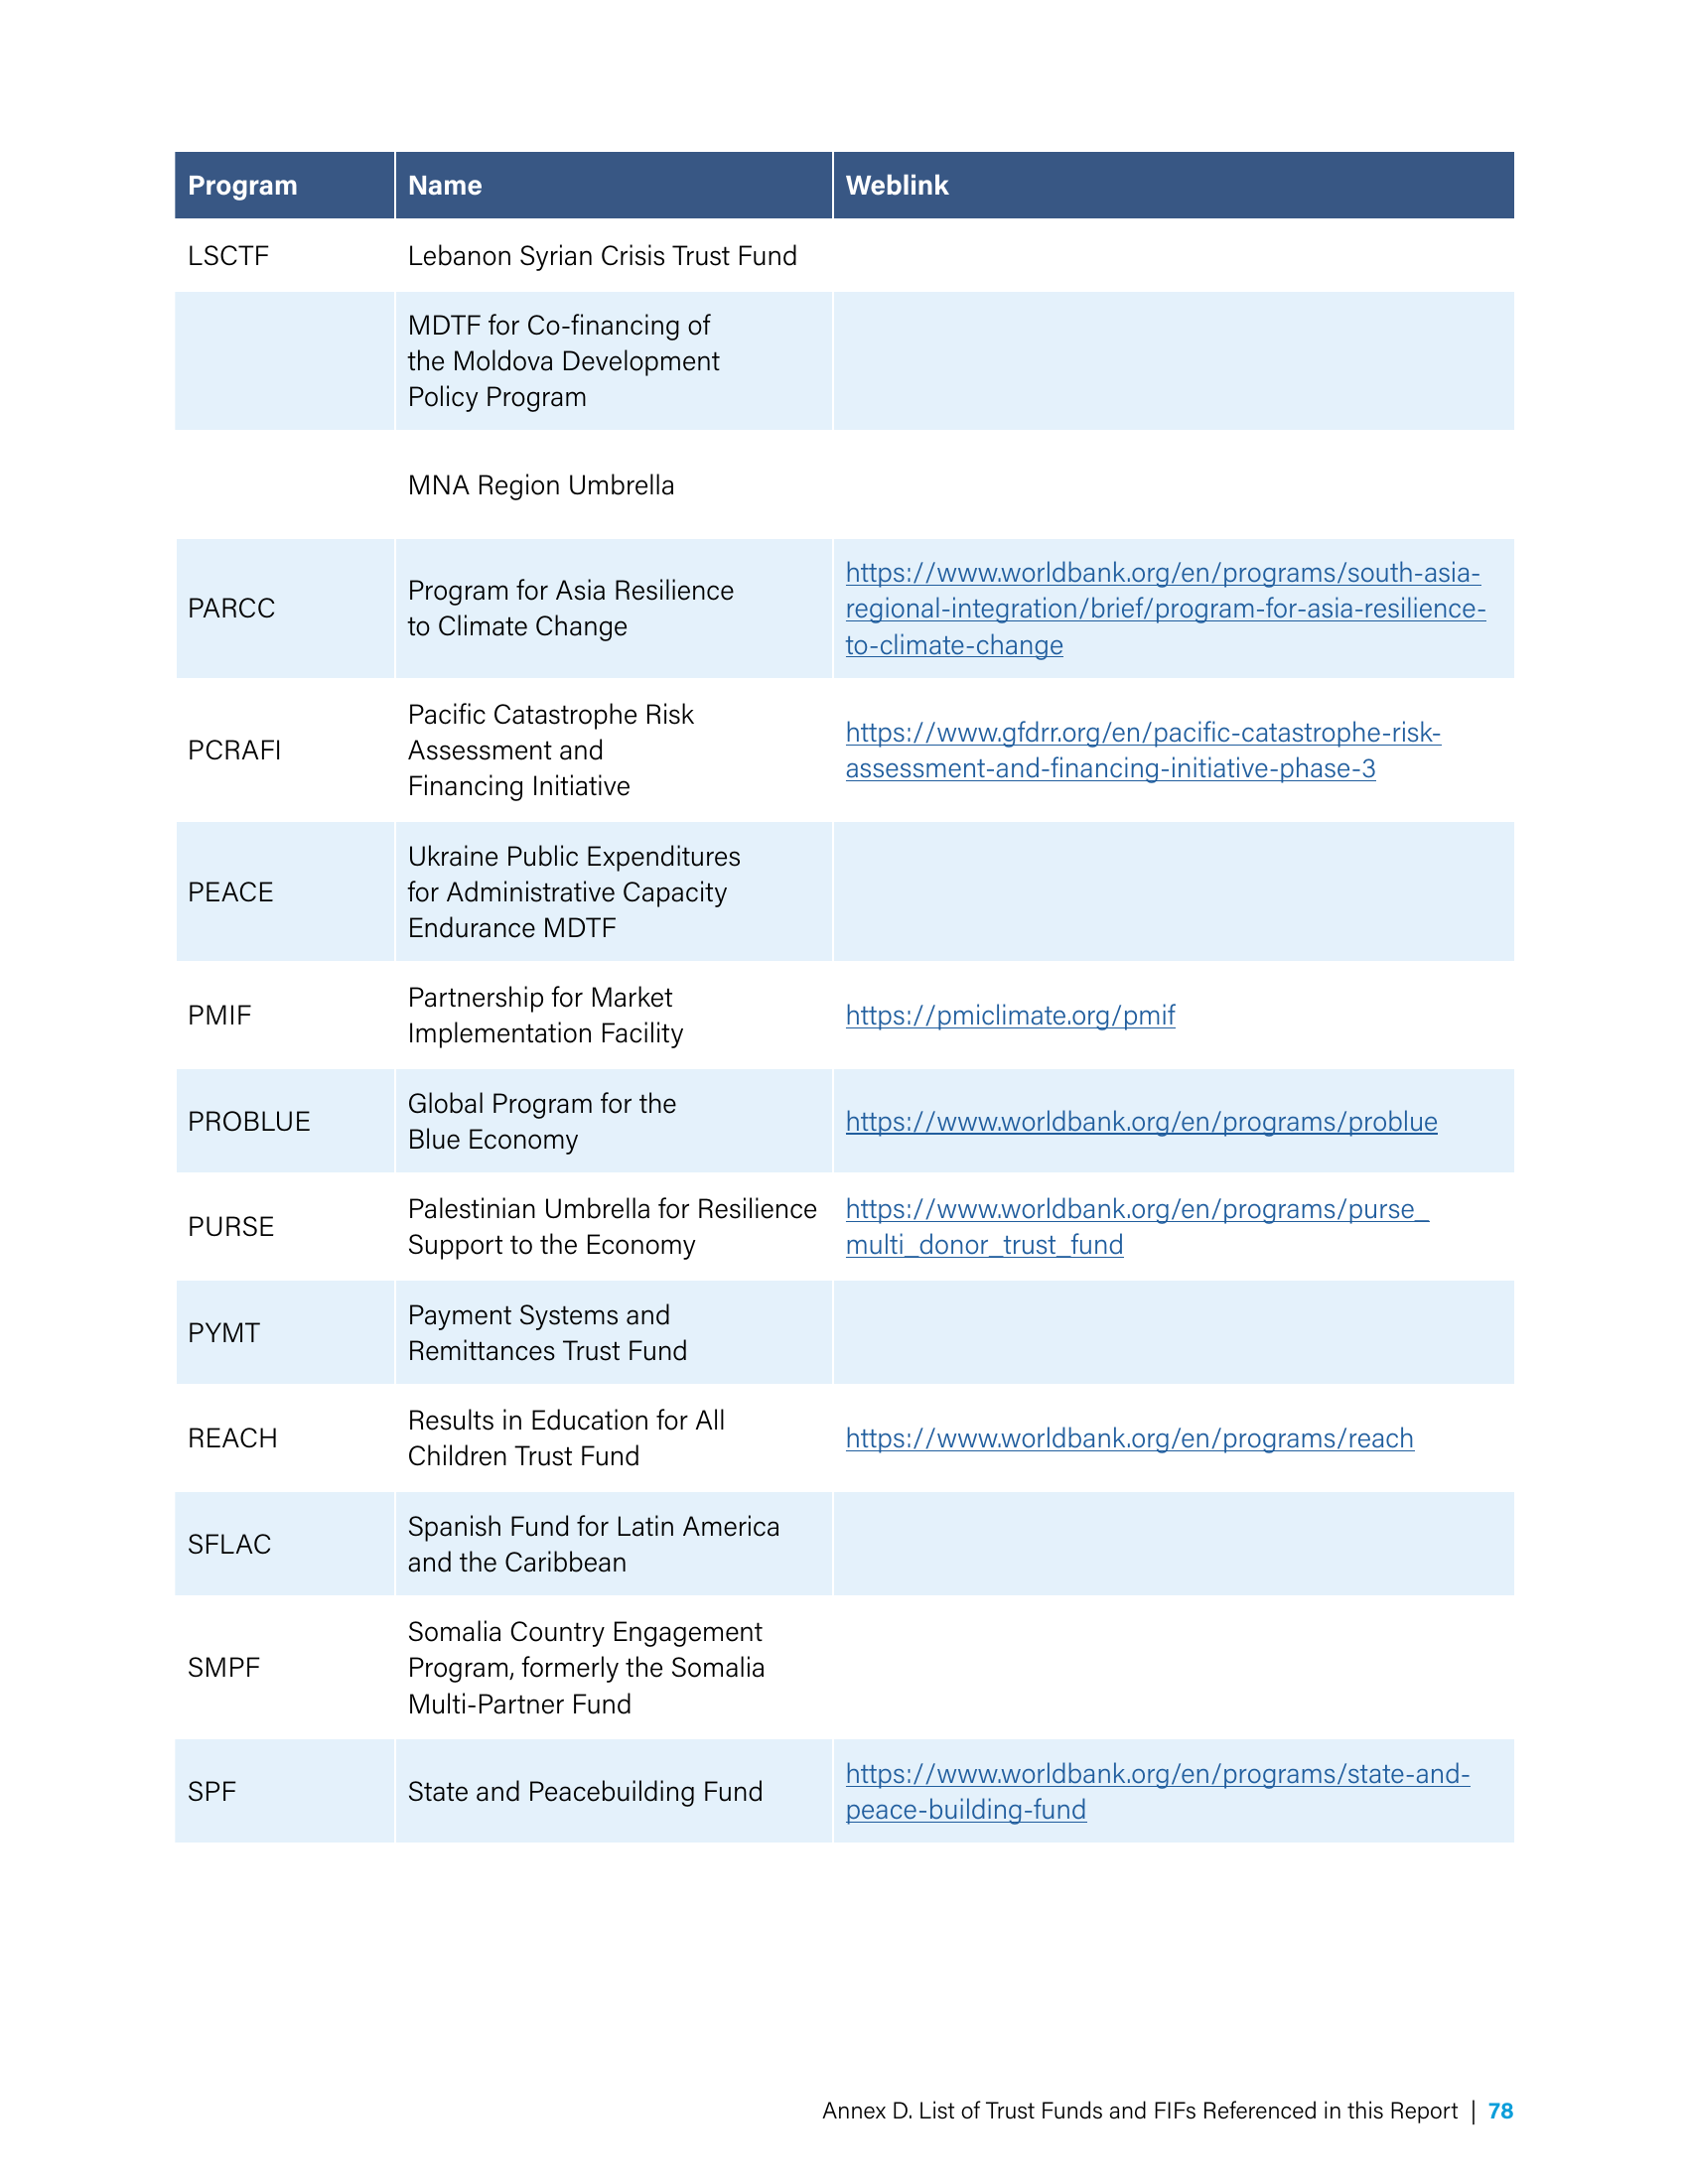 Program Name Weblink
LSCTF Lebanon Syrian Crisis Trust Fund
MDTF for Co-financing of
the Moldova Development
Policy Program
MNA Region Umbrella
PARCC
Program for Asia Resilience
to Climate Change
https://www.worldbank.org/en/programs/south-asia-
regional-integration/brief/program-for-asia-resilience-
to-climate-change
PCRAFI
Pacific Catastrophe Risk
Assessment and
Financing Initiative
https://www.gfdrr.org/en/pacific-catastrophe-risk-
assessment-and-financing-initiative-phase-3
PEACE
Ukraine Public Expenditures
for Administrative Capacity
Endurance MDTF
PMIF
Partnership for Market
Implementation Facility
https://pmiclimate.org/pmif
PROBLUE
Global Program for the
Blue Economy
https://www.worldbank.org/en/programs/problue
PURSE
Palestinian Umbrella for Resilience
Support to the Economy
https://www.worldbank.org/en/programs/purse_
multi_donor_trust_fund
PYMT
Payment Systems and
Remittances Trust Fund
REACH
Results in Education for All
Children Trust Fund
https://www.worldbank.org/en/programs/reach
SFLAC
Spanish Fund for Latin America
and the Caribbean
SMPF
Somalia Country Engagement
Program, formerly the Somalia
Multi-Partner Fund
SPF
State and Peacebuilding Fund
https://www.worldbank.org/en/programs/state-and-
peace-building-fund
Annex D. List of Trust Funds and FIFs Referenced in this Report | 78